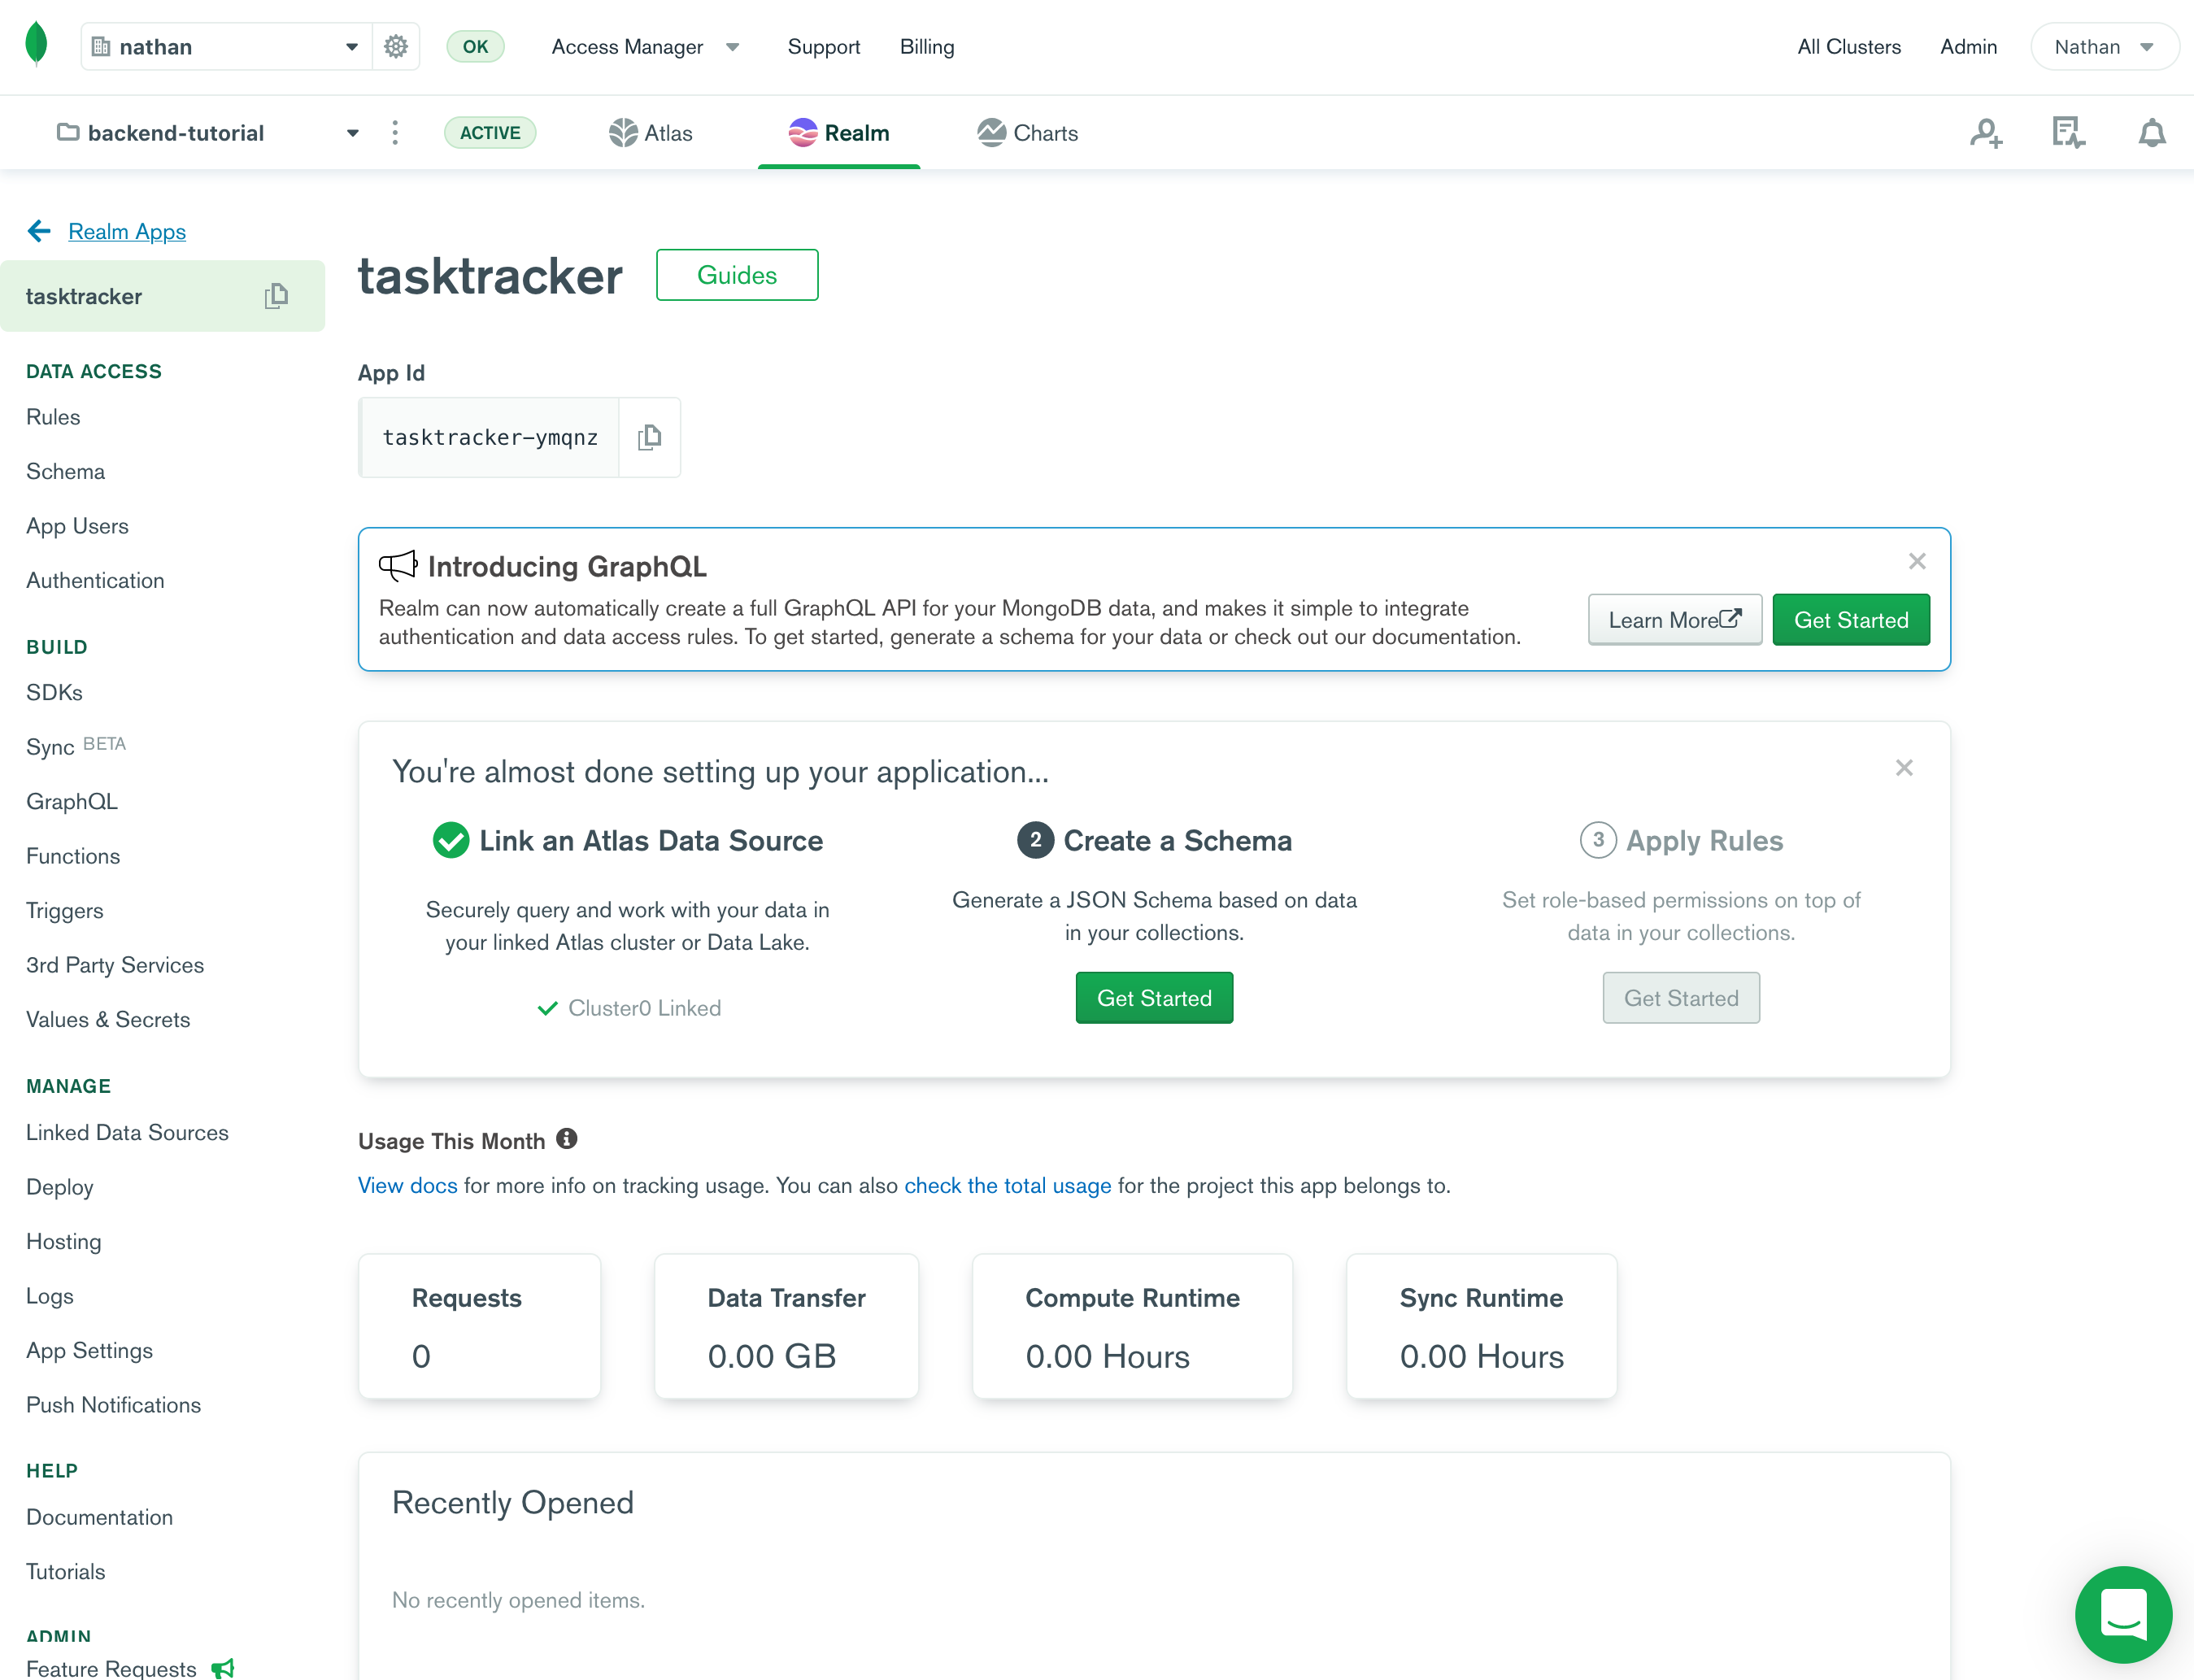 nathan
OK
Access Manager
Support
Billing
All Clusters
Admin
Nathan
backend-tutorial
ACTIVE
Atlas
Realm
Charts
Realm Apps
tasktracker
DATA ACCESS
Rules
Schema
App Users
Authentication
BUILD
SDKs
Sync BETA
GraphQL
Functions
Triggers
3rd Party Services
Values & Secrets
MANAGE
Linked Data Sources
Deploy
Hosting
Logs
App Settings
Push Notifications
HELP
Documentation
Tutorials
ADMIN
Feature Requests
tasktracker
Guides
App Id
tasktracker-ymqnz
Introducing GraphQL
Realm can now automatically create a full GraphQL API for your MongoDB data, and makes it simple to integrate
authentication and data access rules. To get started, generate a schema for your data or check out our documentation.
Learn More
Get Started
You're almost done setting up your application...
Link an Atlas Data Source
Securely query and work with your data in
your linked Atlas cluster or Data Lake.
Cluster0 Linked
2 Create a Schema
Generate a JSON Schema based on data
in your collections.
Get Started
3 Apply Rules
Set role-based permissions on top of
data in your collections.
Get Started
Usage This Month
View docs for more info on tracking usage. You can also check the total usage for the project this app belongs to.
Requests
0
Data Transfer
0.00 GB
Compute Runtime
0.00 Hours
Sync Runtime
0.00 Hours
Recently Opened
No recently opened items.